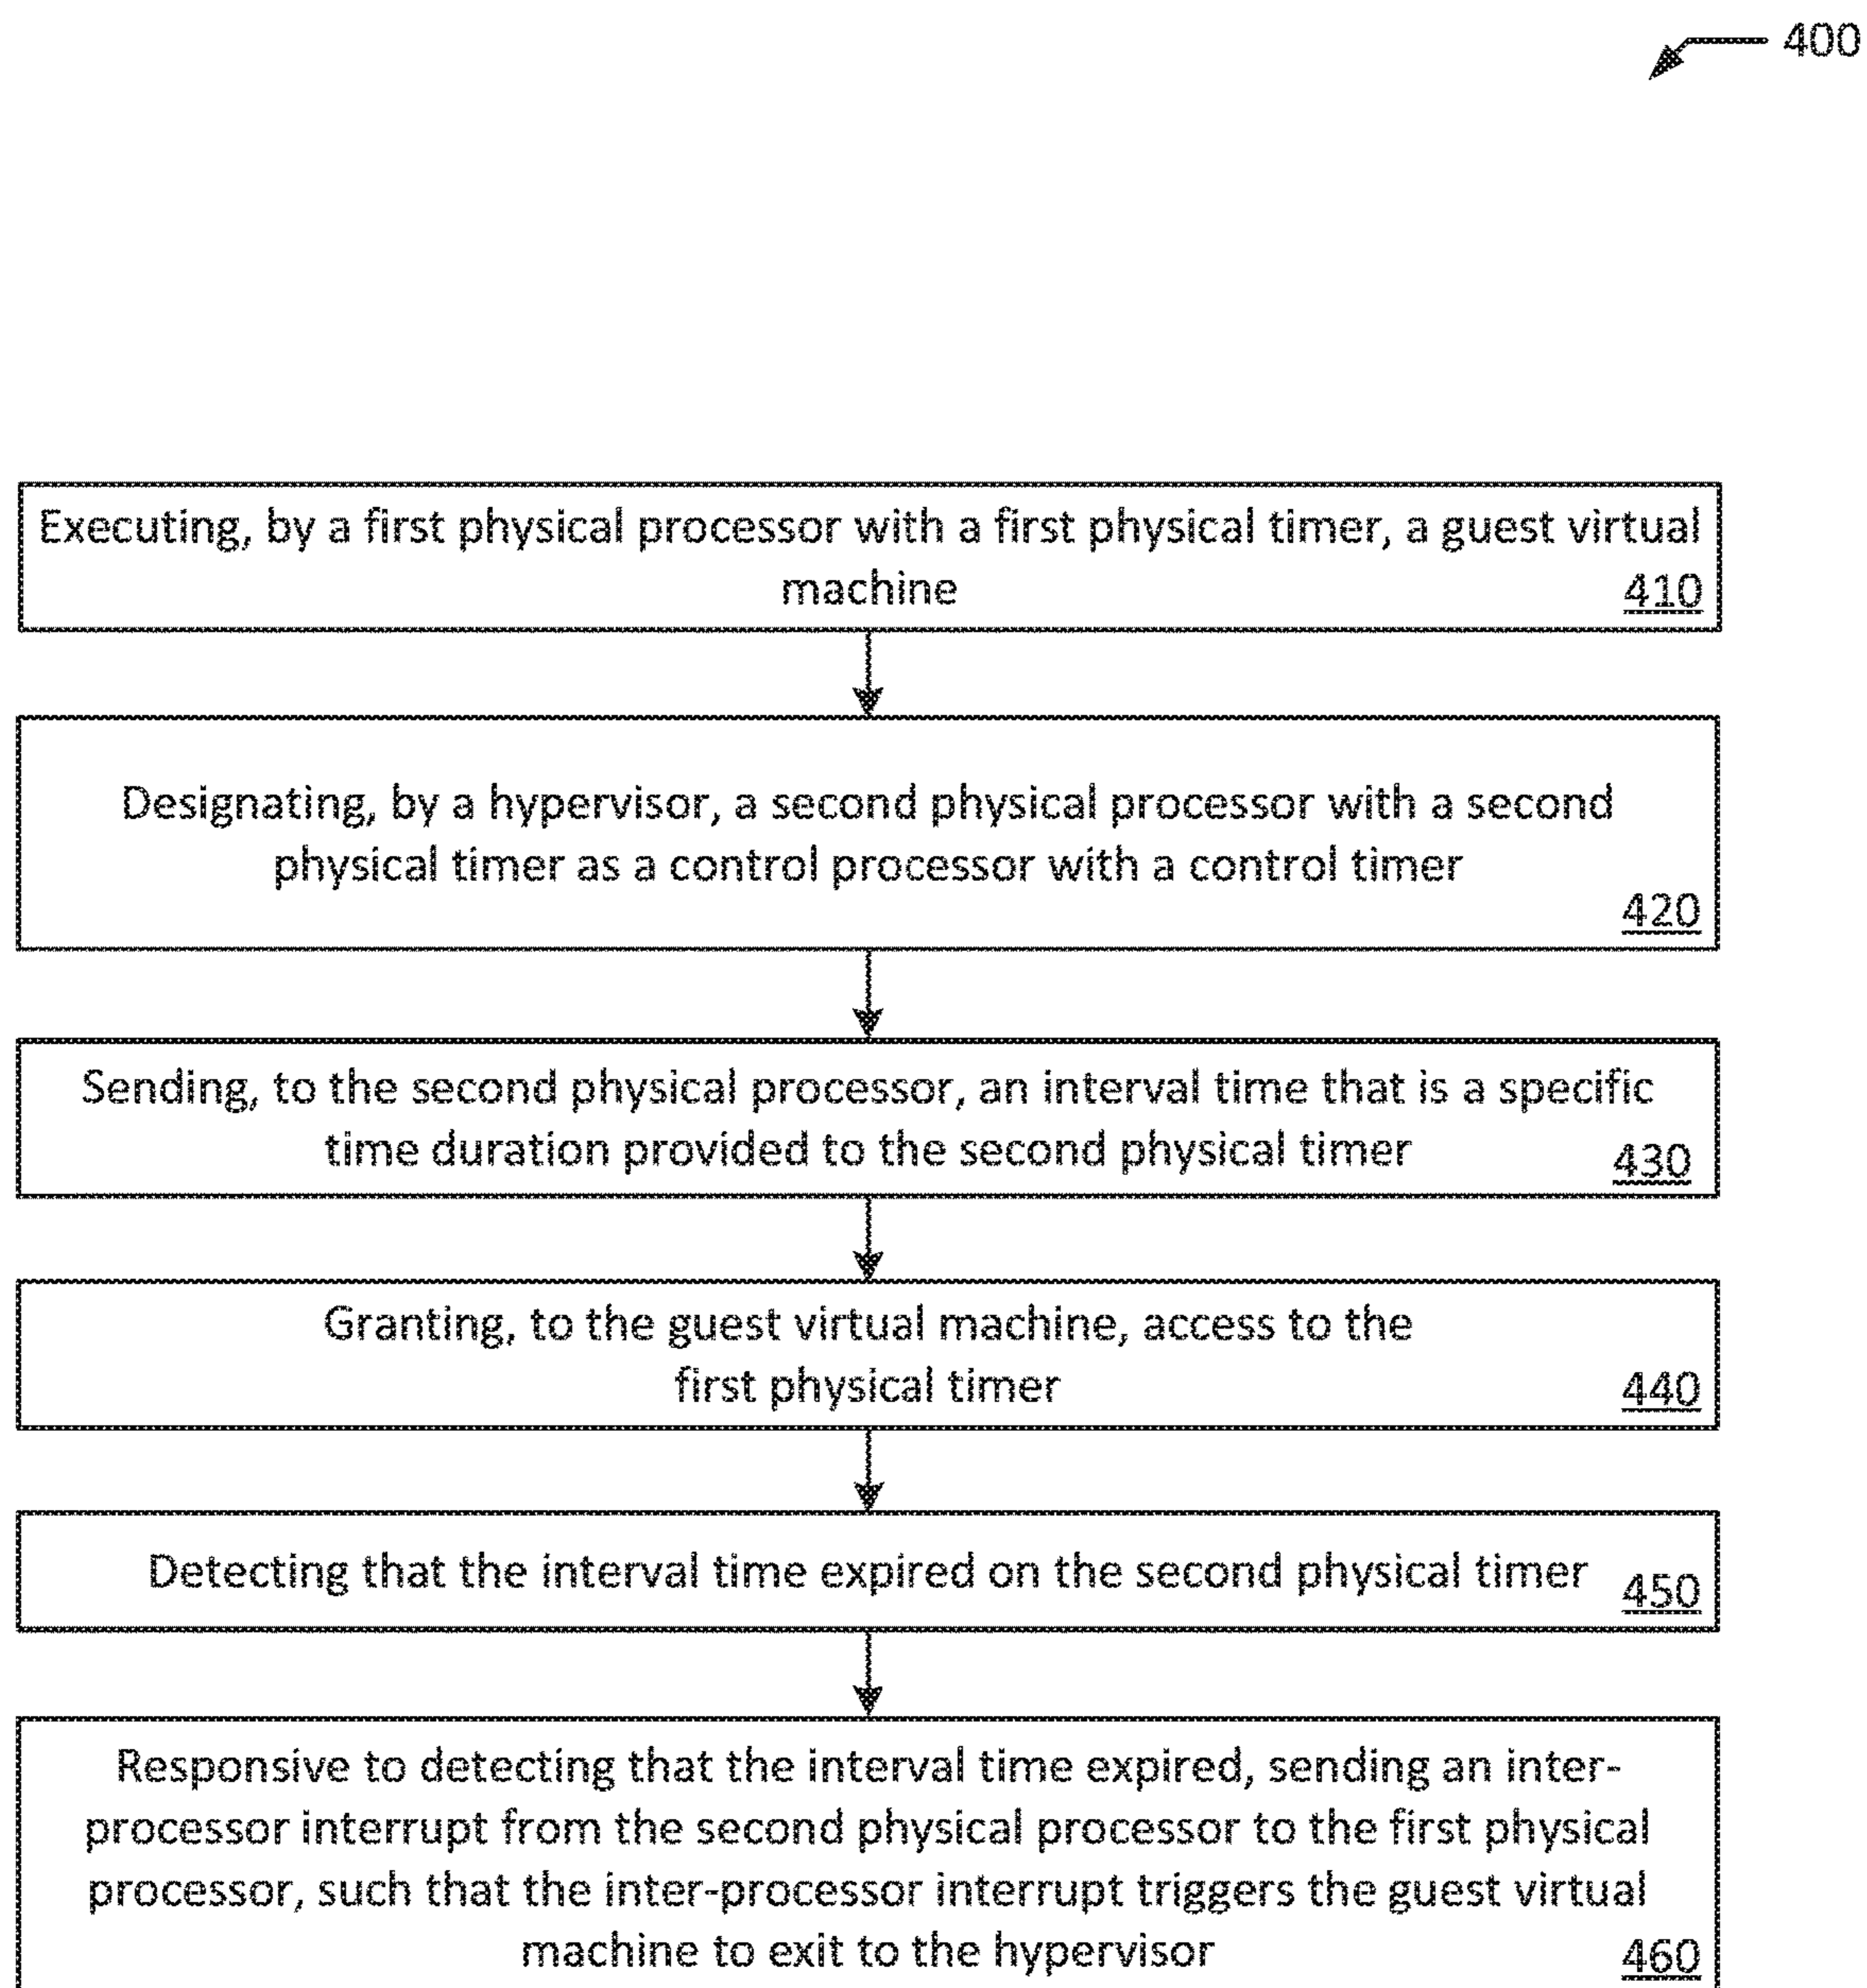 400
Executing, by a first physical processor with a first physical timer, a guest virtual
machine
410
Designating, by a hypervisor, a second physical processor with a second
physical timer as a control processor with a control timer
420
Sending, to the second physical processor, an interval time that is a specific
time duration provided to the second physical timer
430
Granting, to the guest virtual machine, access to the
first physical timer
440
Detecting that the interval time expired on the second physical timer
450
Responsive to detecting that the interval time expired, sending an inter-
processor interrupt from the second physical processor to the first physical
processor, such that the inter-processor interrupt triggers the guest virtual
machine to exit to the hypervisor
460